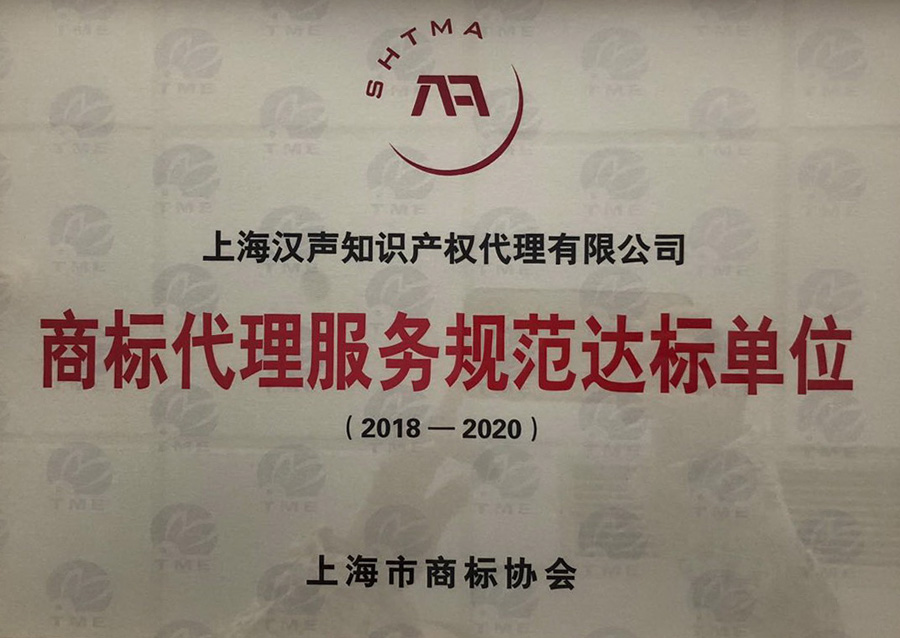 SHTMA
上海汉声知识产权代理有限公司
商标代理服务规范达标单位
（2018—2020）
上海市商标协会